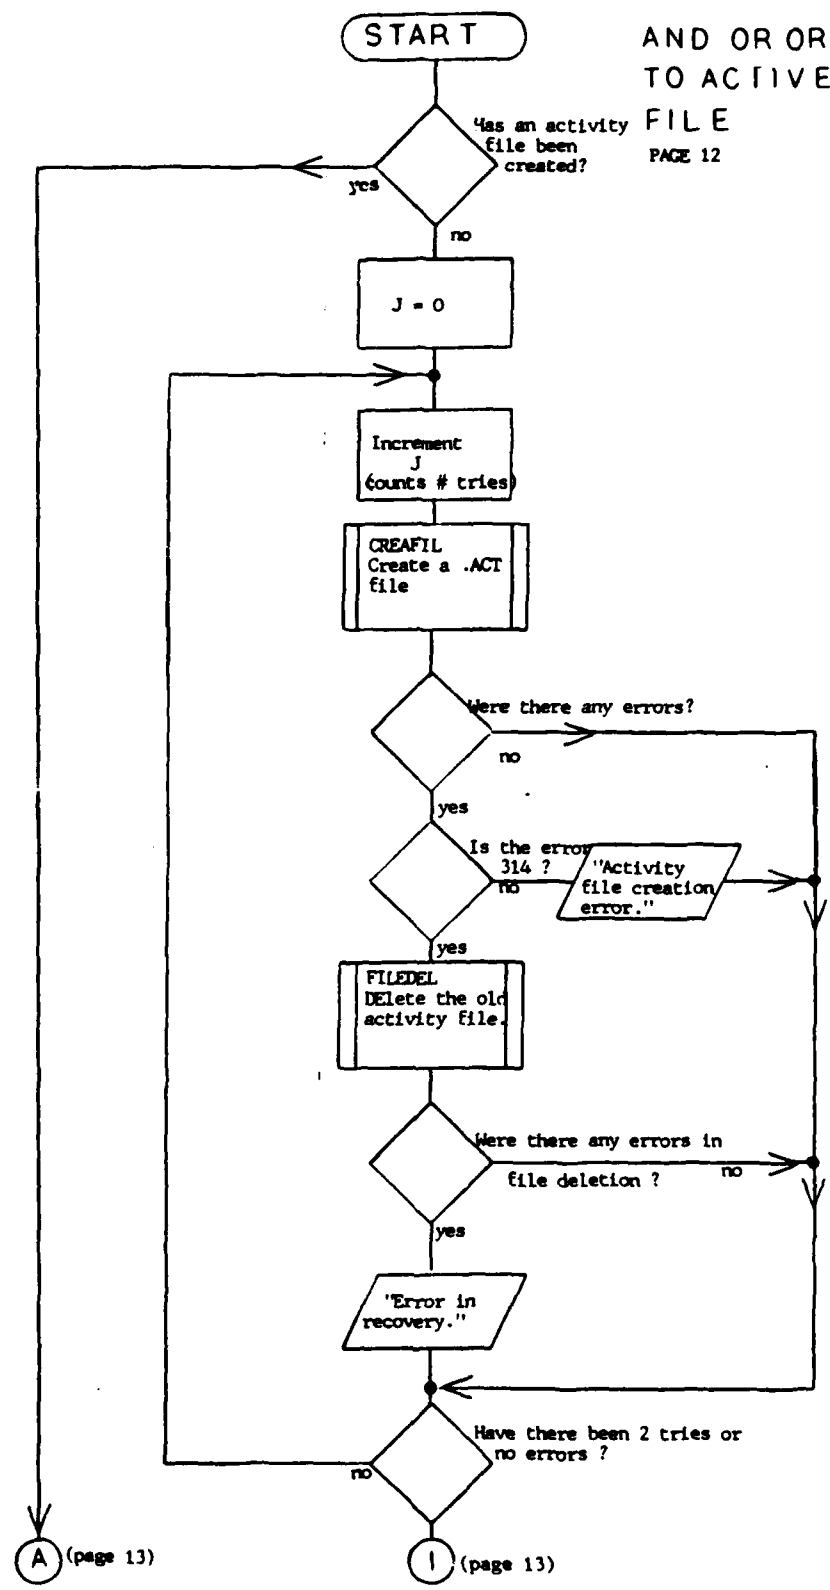 START
AND OR OR
TO ACTIVE
FILE
PAGE 12
Has an activity
file been
created?
yes
no
J = 0
Increment
J
(counts # tries)
CREAFIL
Create a .ACT
file
Were there any errors?
no
yes
Is the error
314 ?
no
"Activity
file creation
error."
yes
FILEDEL
DElete the old
activity file.
Were there any errors in
file deletion ?
no
yes
"Error in
recovery."
Have there been 2 tries or
no errors ?
no
A
(page 13)
1
(page 13)